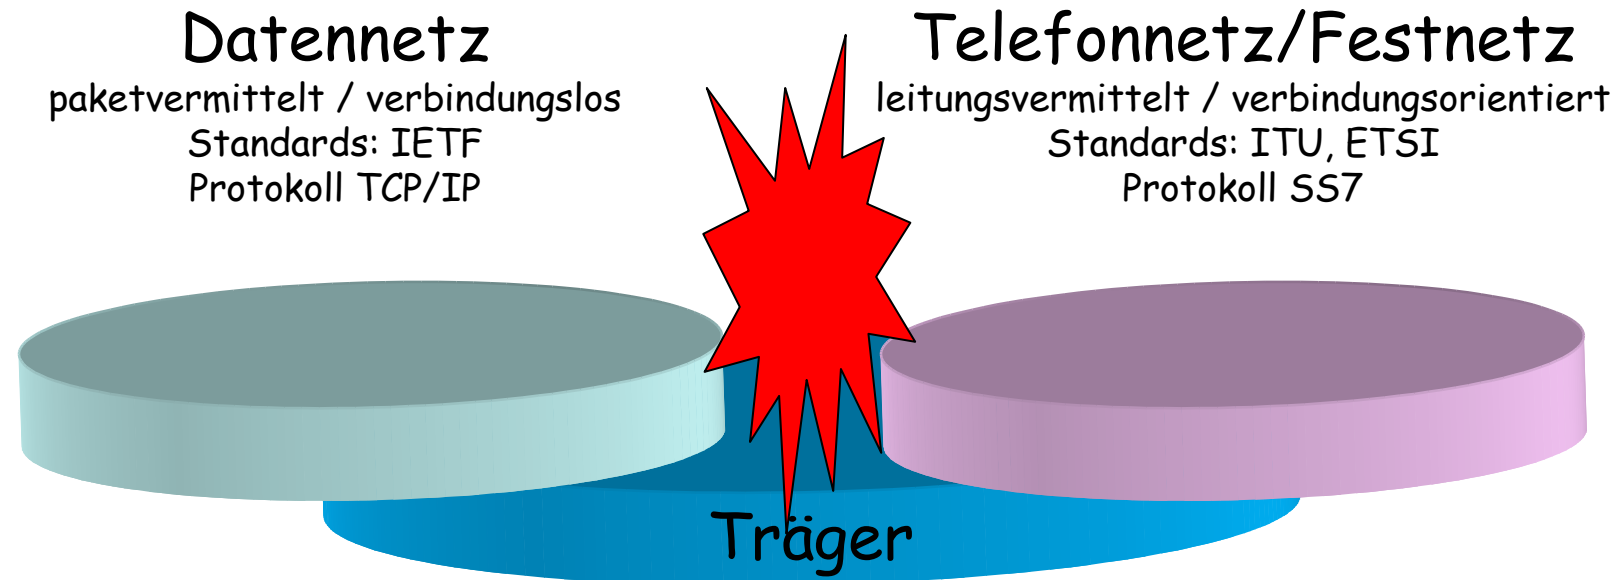 Datennetz
paketvermittelt / verbindungslos
Standards: IETF
Protokoll TCP/IP
Telefonnetz/Festnetz
leitungsvermittelt / verbindungsorientiert
Standards: ITU, ETSI
Protokoll SS7
Träger